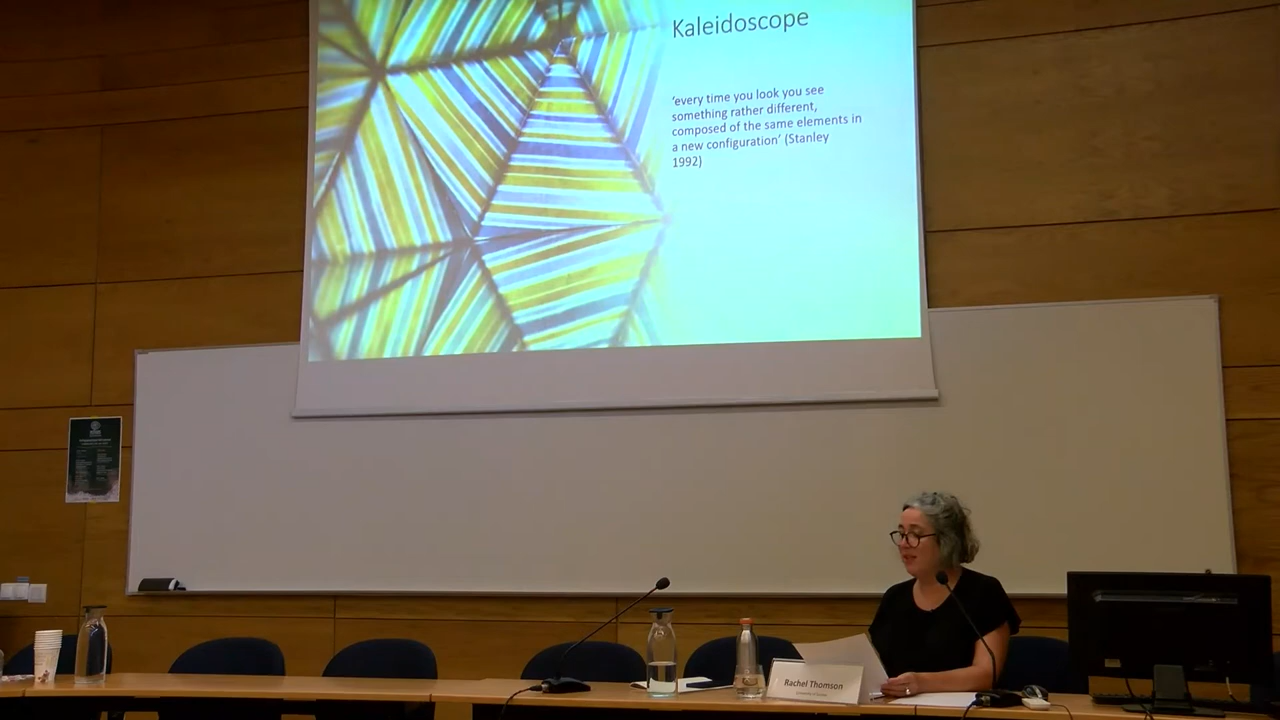 Kaleidoscope
‘every time you look you see
something rather different,
composed of the same elements in
a new configuration’ (Stanley
1992)
Rachel Thomson